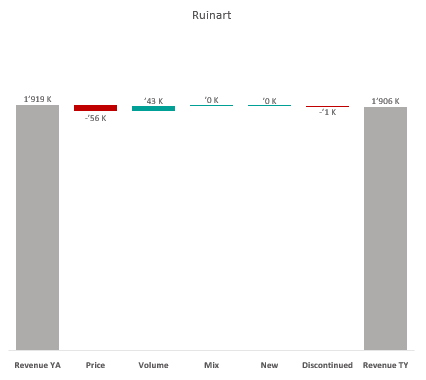 Ruinart
1'919 K
-'56 K
'43 K
'0 K
'0 K
-'1 K
1'906 K
Revenue YA
Price
Volume
Mix
New
Discontinued
Revenue TY